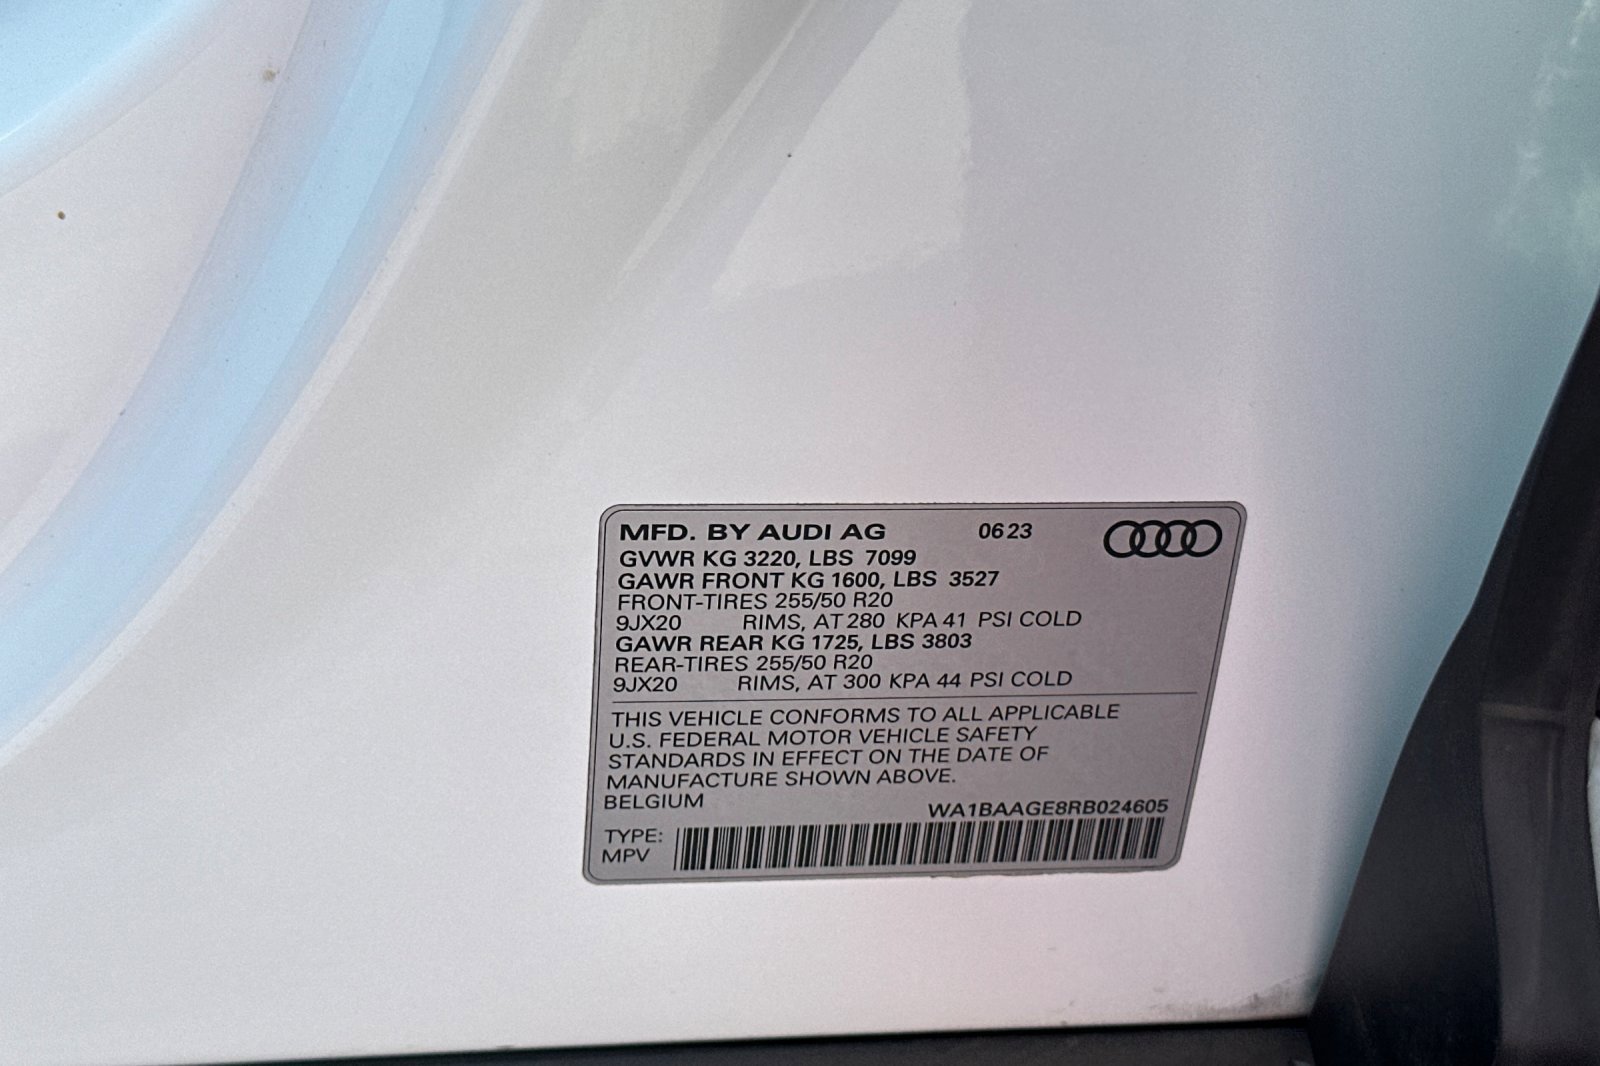 MFD. BY AUDI AG 0623
GVWR KG 3220, LBS 7099
GAWR FRONT KG 1600, LBS 3527
FRONT-TIRES 255/50 R20
9JX20 RIMS, AT 280 KPA 41 PSI COLD
GAWR REAR KG 1725, LBS 3803
REAR-TIRES 255/50 R20
9JX20 RIMS, AT 300 KPA 44 PSI COLD
THIS VEHICLE CONFORMS TO ALL APPLICABLE
U.S. FEDERAL MOTOR VEHICLE SAFETY
STANDARDS IN EFFECT ON THE DATE OF
MANUFACTURE SHOWN ABOVE.
BELGIUM
WA1BAAGE8RB024605
TYPE:
MPV